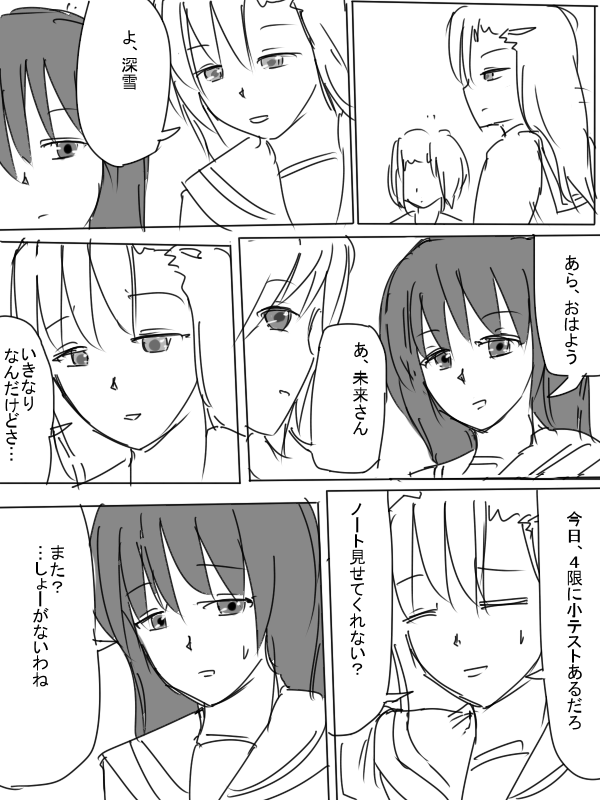 よ、深雪
あら、おはよう
あ、未来さん
いきなり
なんだけどさ…
今日、４限に小テストあるだろ
ノート見せてくれない？
また？
…しょーがないわね